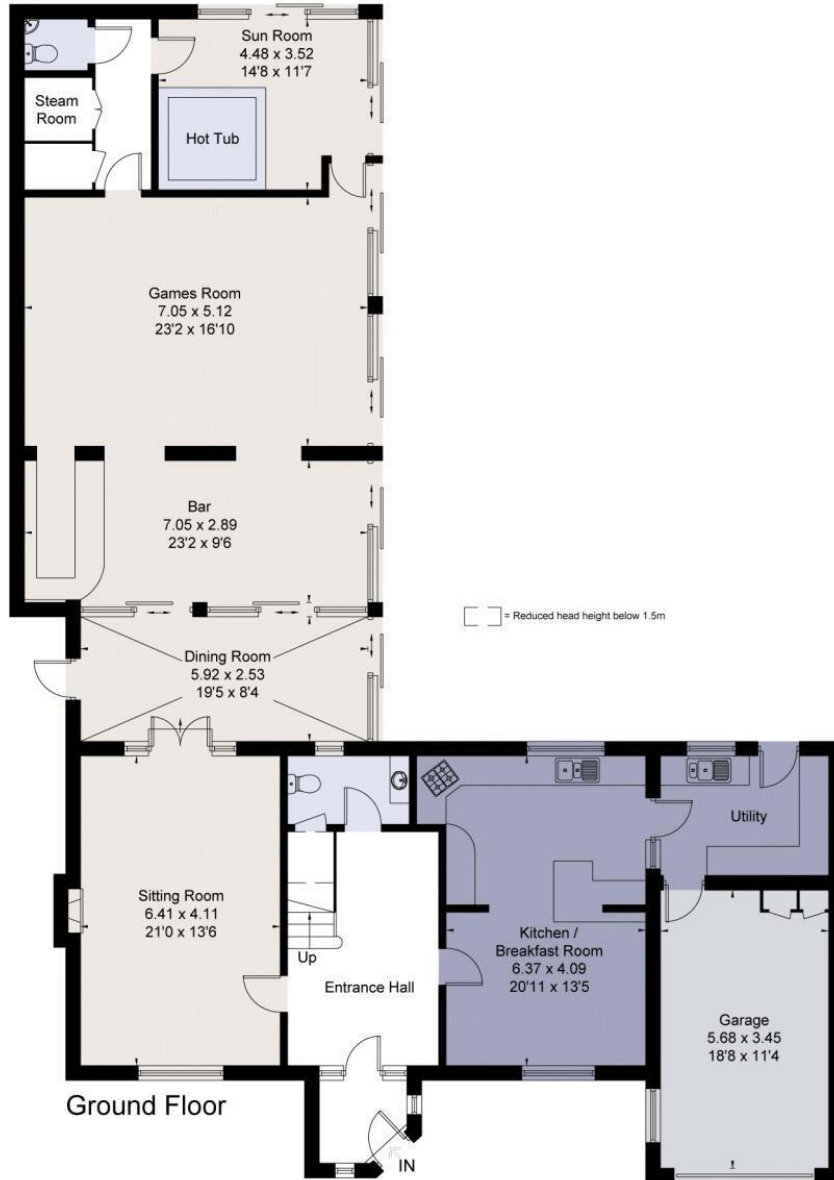 Sun Room
4.48 x 3.52
14'8 x 11'7
Steam
Room
Hot Tub
Games Room
7.05 x 5.12
23'2 x 16'10
Bar
7.05 x 2.89
23'2 x 9'6
= Reduced head height below 1.5m
Dining Room
5.92 x 2.53
19'5 x 8'4
Utility
Sitting Room
6.41 x 4.11
21'0 x 13'6
Up
Entrance Hall
Kitchen /
Breakfast Room
6.37 x 4.09
20'11 x 13'5
Garage
5.68 x 3.45
18'8 x 11'4
Ground Floor
IN